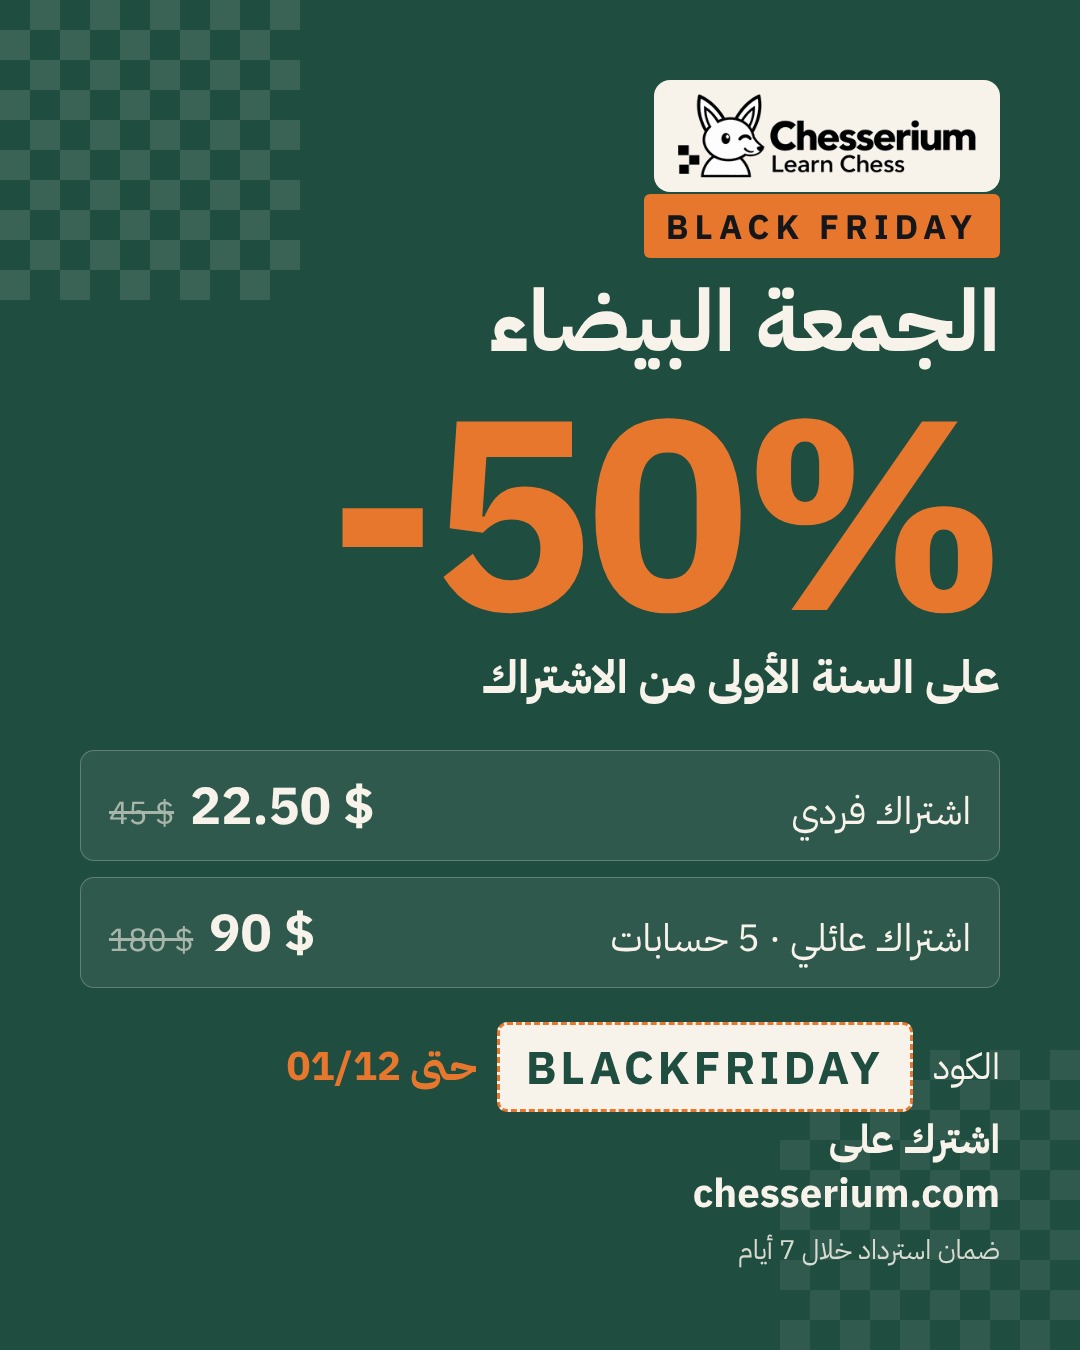 Chesserium
Learn Chess
BLACK FRIDAY
الجمعة البيضاء
-50%
على السنة الأولى من الاشتراك
اشتراك فردي 22.50 $ 45 $
اشتراك عائلي · 5 حسابات 90 $ 180 $
الكود BLACKFRIDAY حتى 01/12
اشترك على
chesserium.com
ضمان استرداد خلال 7 أيام